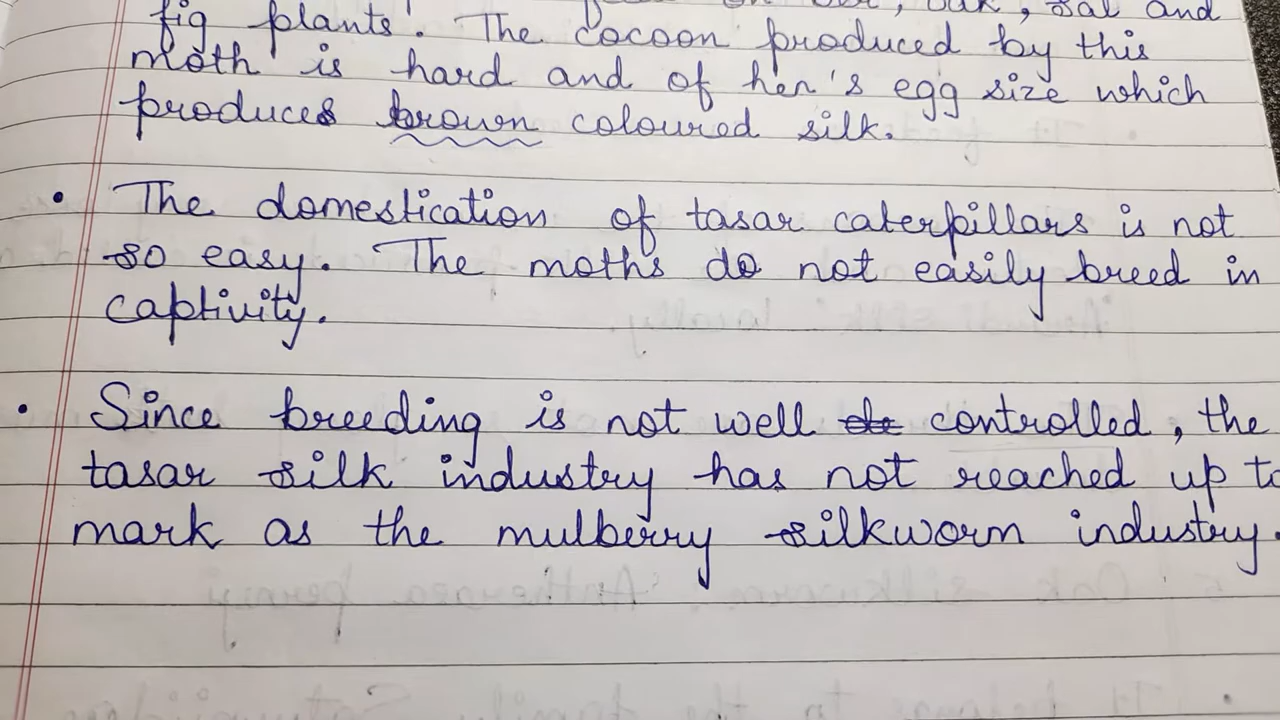 oak, sal and
fig plants. The cocoon produced by this
moth is hard and of hen's egg size which
produces brown coloured silk.
• The domestication of tasar caterpillars is not
so easy. The moths do not easily breed in
captivity.
• Since breeding is not well controlled, the
tasar silk industry has not reached up to
mark as the mulberry silkworm industry.